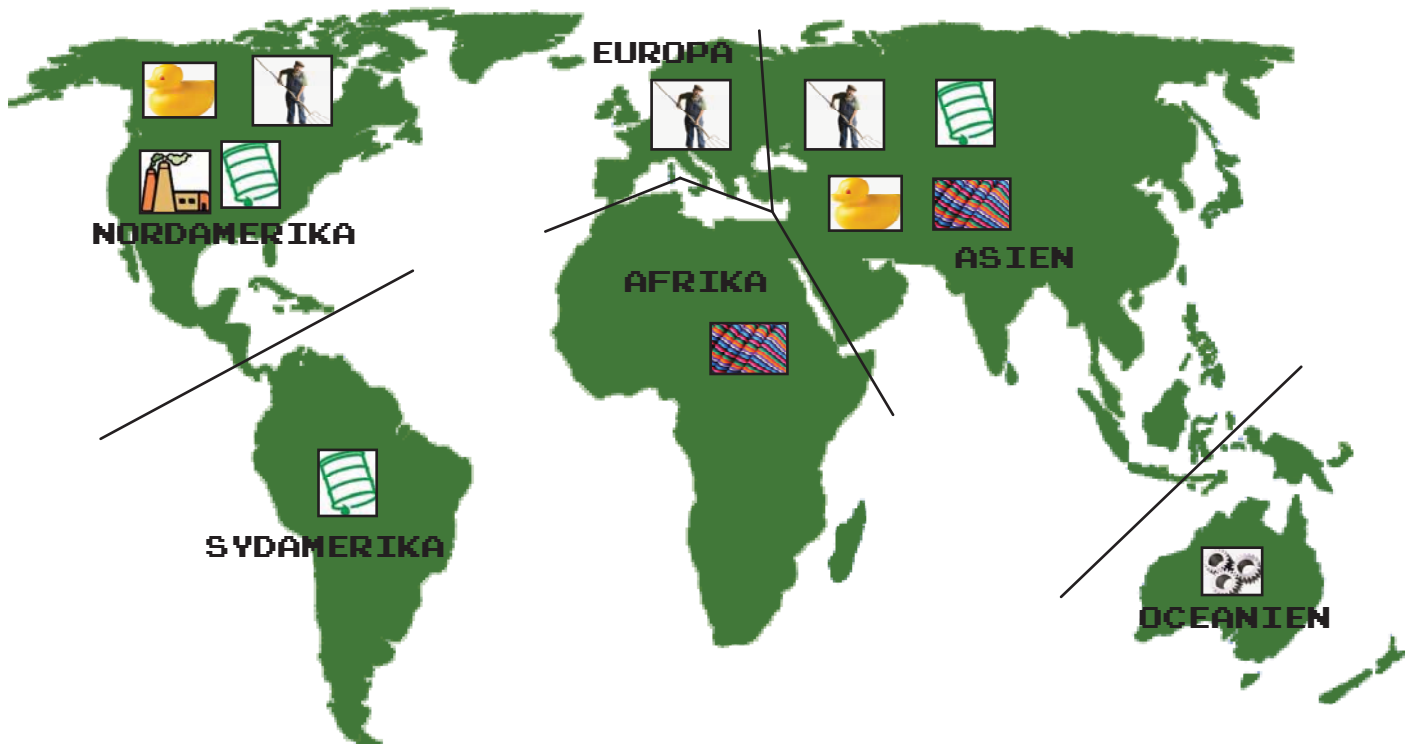 EUROPA
NORDAMERIKA
ASIEN
AFRIKA
SYDAMERIKA
OCEANIEN